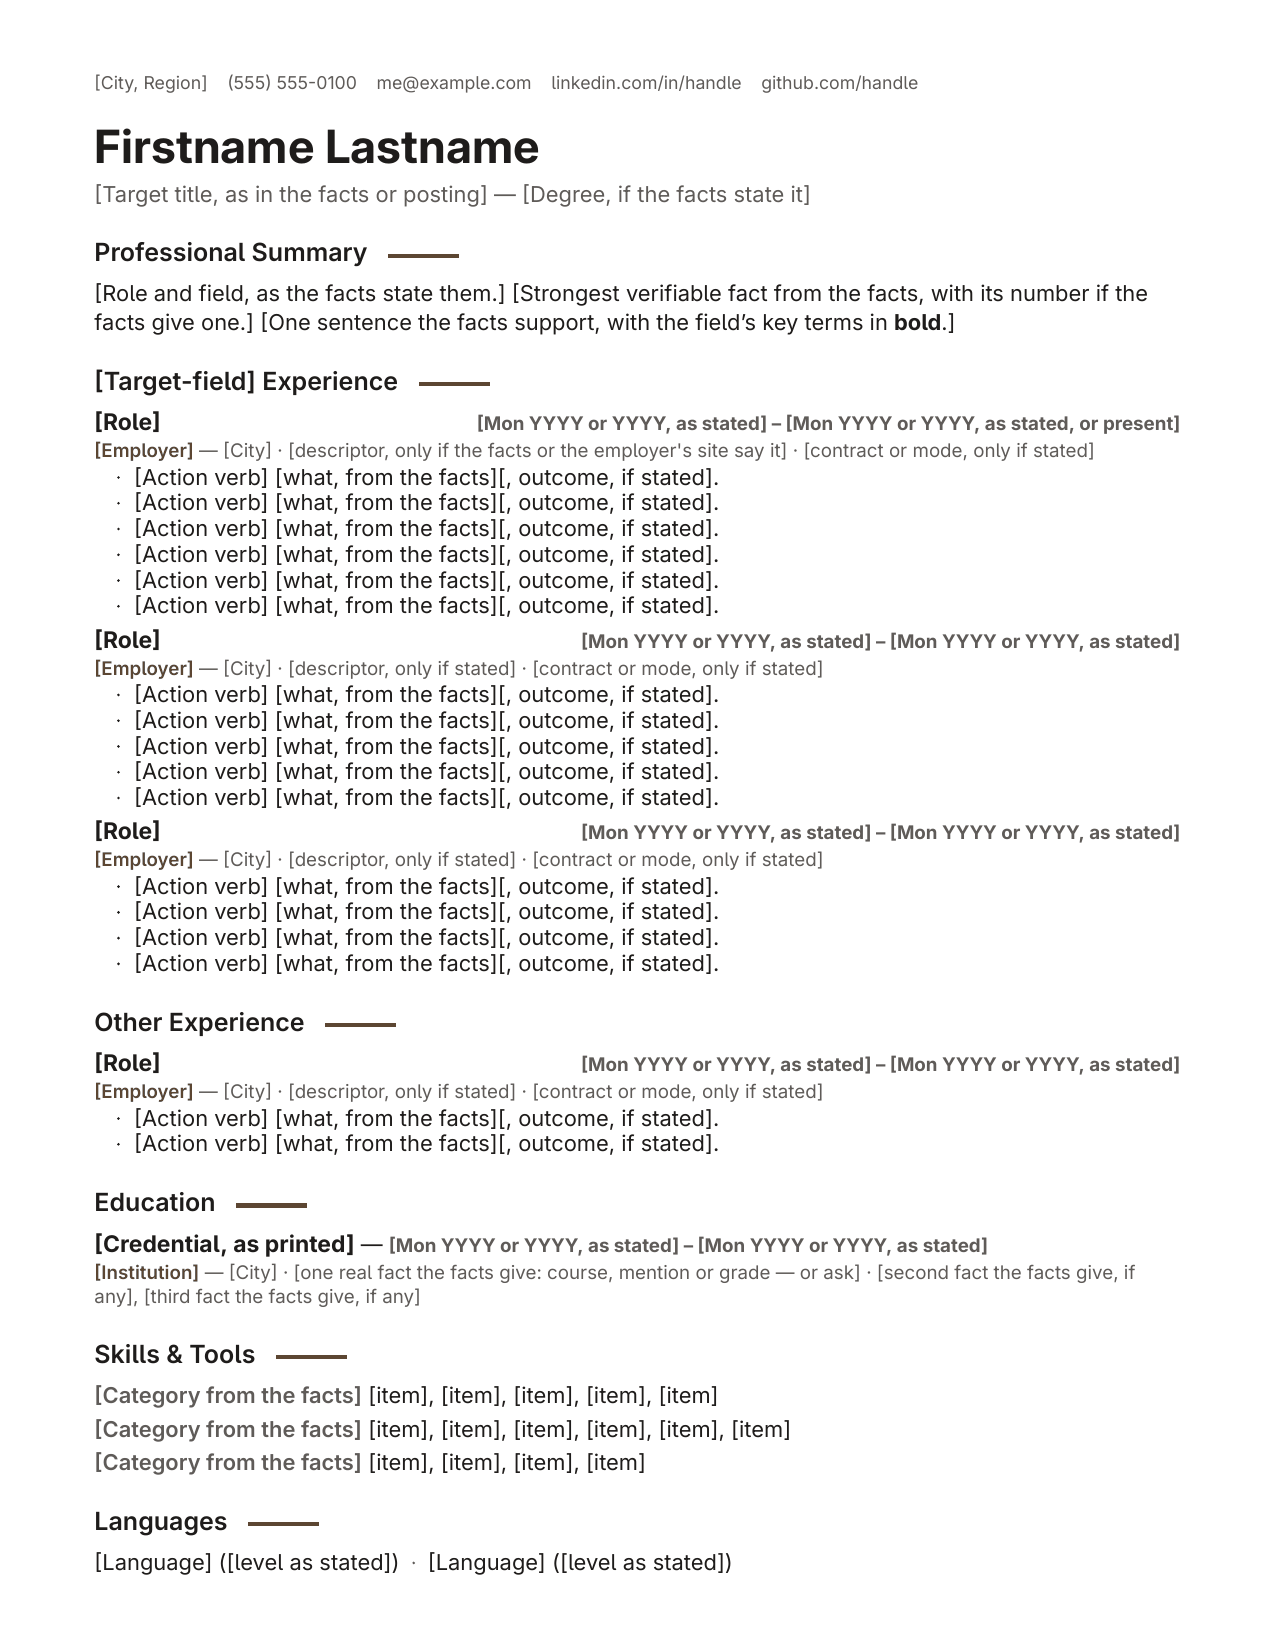 [City, Region] (555) 555-0100 me@example.com linkedin.com/in/handle github.com/handle
Firstname Lastname
[Target title, as in the facts or posting] — [Degree, if the facts state it]
Professional Summary
[Role and field, as the facts state them.] [Strongest verifiable fact from the facts, with its number if the
facts give one.] [One sentence the facts support, with the field’s key terms in bold.]
[Target-field] Experience
[Role] [Mon YYYY or YYYY, as stated] – [Mon YYYY or YYYY, as stated, or present]
[Employer] — [City] · [descriptor, only if the facts or the employer's site say it] · [contract or mode, only if stated]
· [Action verb] [what, from the facts][, outcome, if stated].
· [Action verb] [what, from the facts][, outcome, if stated].
· [Action verb] [what, from the facts][, outcome, if stated].
· [Action verb] [what, from the facts][, outcome, if stated].
· [Action verb] [what, from the facts][, outcome, if stated].
· [Action verb] [what, from the facts][, outcome, if stated].
[Role] [Mon YYYY or YYYY, as stated] – [Mon YYYY or YYYY, as stated]
[Employer] — [City] · [descriptor, only if stated] · [contract or mode, only if stated]
· [Action verb] [what, from the facts][, outcome, if stated].
· [Action verb] [what, from the facts][, outcome, if stated].
· [Action verb] [what, from the facts][, outcome, if stated].
· [Action verb] [what, from the facts][, outcome, if stated].
· [Action verb] [what, from the facts][, outcome, if stated].
[Role] [Mon YYYY or YYYY, as stated] – [Mon YYYY or YYYY, as stated]
[Employer] — [City] · [descriptor, only if stated] · [contract or mode, only if stated]
· [Action verb] [what, from the facts][, outcome, if stated].
· [Action verb] [what, from the facts][, outcome, if stated].
· [Action verb] [what, from the facts][, outcome, if stated].
· [Action verb] [what, from the facts][, outcome, if stated].
Other Experience
[Role] [Mon YYYY or YYYY, as stated] – [Mon YYYY or YYYY, as stated]
[Employer] — [City] · [descriptor, only if stated] · [contract or mode, only if stated]
· [Action verb] [what, from the facts][, outcome, if stated].
· [Action verb] [what, from the facts][, outcome, if stated].
Education
[Credential, as printed] — [Mon YYYY or YYYY, as stated] – [Mon YYYY or YYYY, as stated]
[Institution] — [City] · [one real fact the facts give: course, mention or grade — or ask] · [second fact the facts give, if
any], [third fact the facts give, if any]
Skills & Tools
[Category from the facts] [item], [item], [item], [item], [item]
[Category from the facts] [item], [item], [item], [item], [item], [item]
[Category from the facts] [item], [item], [item], [item]
Languages
[Language] ([level as stated]) · [Language] ([level as stated])